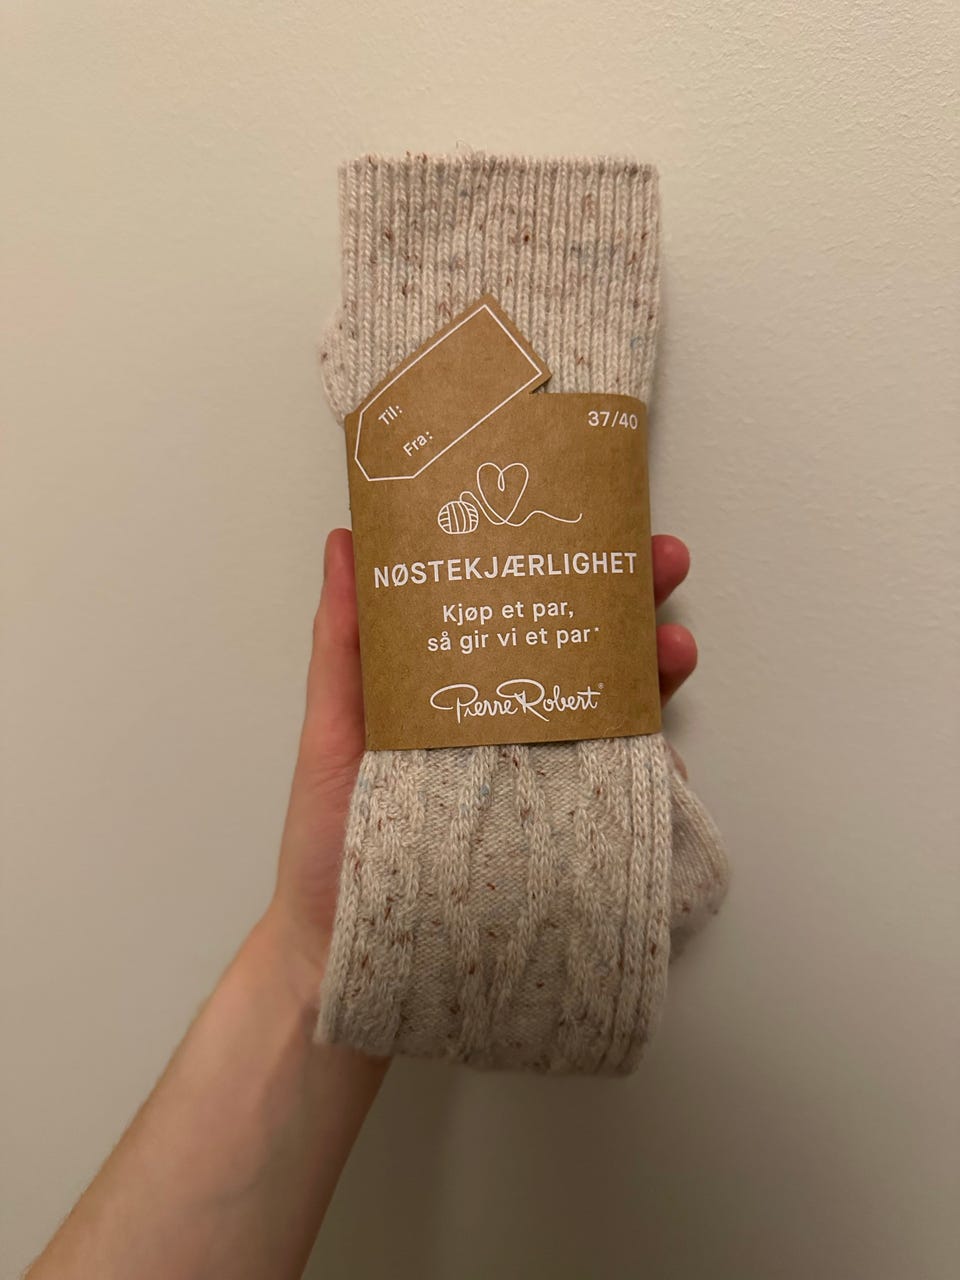 Til:
Fra:
37/40
NØSTEKJÆRLIGHET
Kjøp et par,
så gir vi et par*
Pierre Robert®